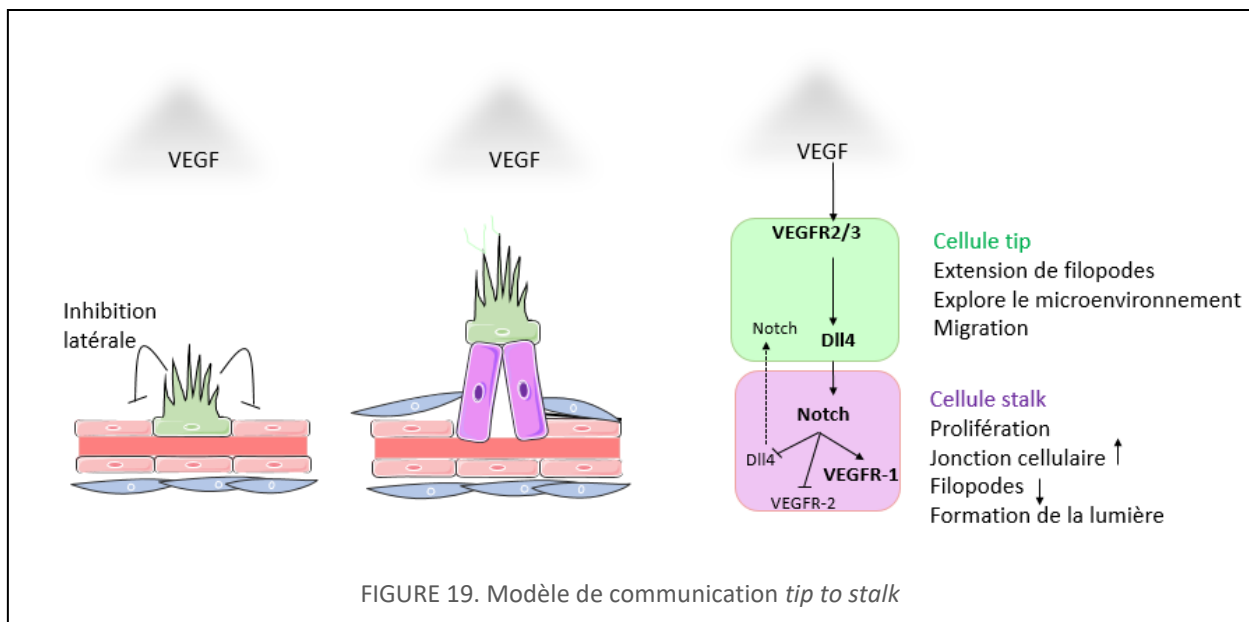 VEGF
VEGF
VEGF
Inhibition
latérale
VEGFR2/3
Notch
Dll4
Cellule tip
Extension de filopodes
Explore le microenvironnement
Migration
Notch
Dll4
VEGFR-1
VEGFR-2
Cellule stalk
Prolifération
Jonction cellulaire ↑
Filopodes ↓
Formation de la lumière
FIGURE 19. Modèle de communication tip to stalk